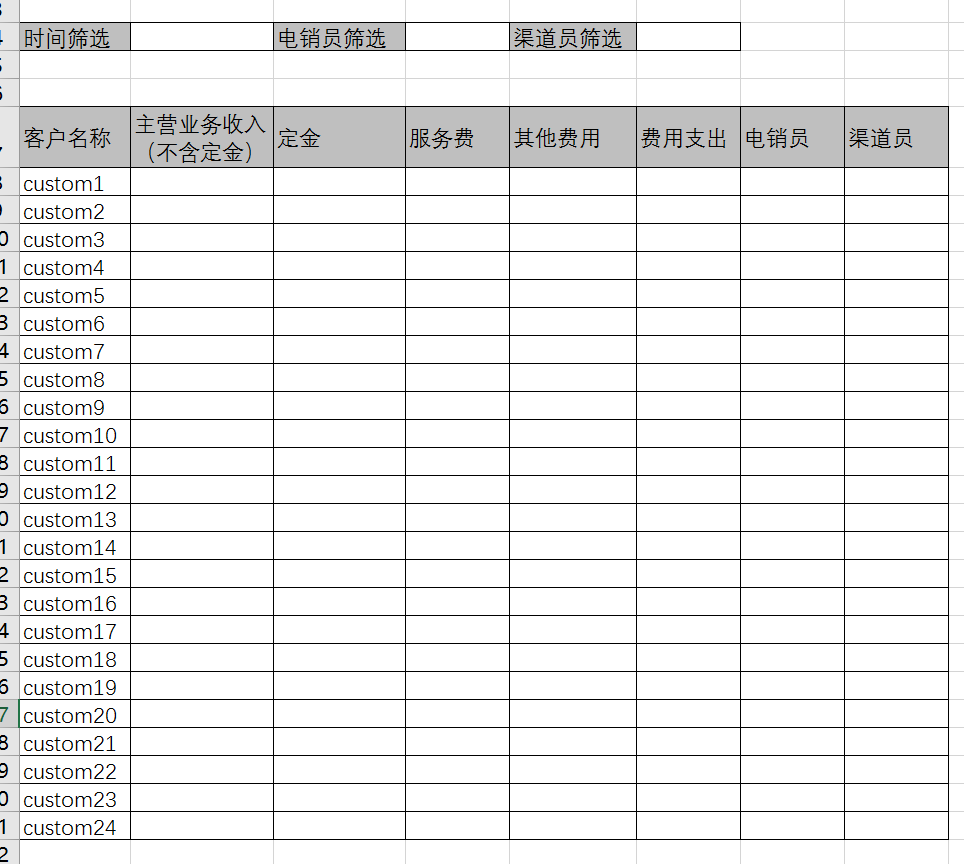 时间筛选 电销员筛选 渠道员筛选
客户名称 主营业务收入（不含定金） 定金 服务费 其他费用 费用支出 电销员 渠道员
custom1
custom2
custom3
custom4
custom5
custom6
custom7
custom8
custom9
custom10
custom11
custom12
custom13
custom14
custom15
custom16
custom17
custom18
custom19
custom20
custom21
custom22
custom23
custom24